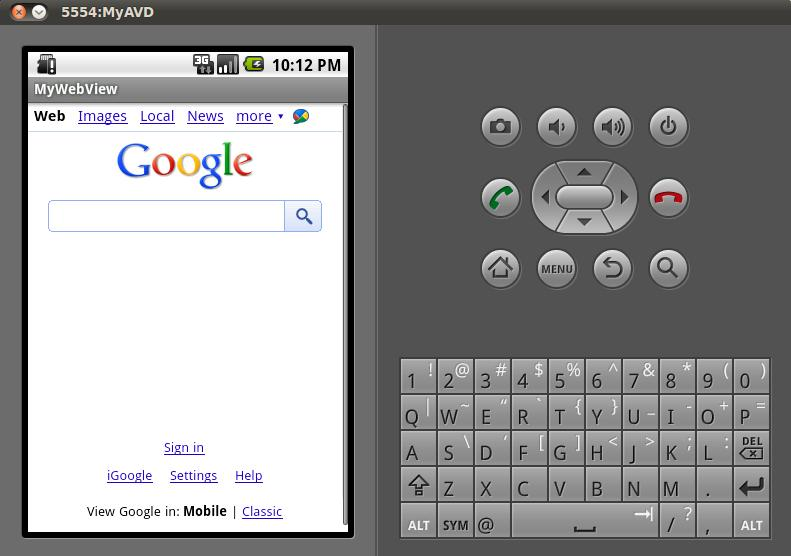 5554:MyAVD
3G 10:12 PM
MyWebView
Web Images Local News more ▾
Google
Sign in
iGoogle Settings Help
View Google in: Mobile | Classic
MENU
1 ! 2 @ 3 # 4 $ 5 % 6 ^ 7 & 8 * 9 ( 0 )
Q | W ~ E “ R ` T { Y } U _ I - O + P =
A S \ D ‘ F [ G ] H < J > K ; L : DEL
Z X C V B N M .
ALT SYM @ / ? , ALT